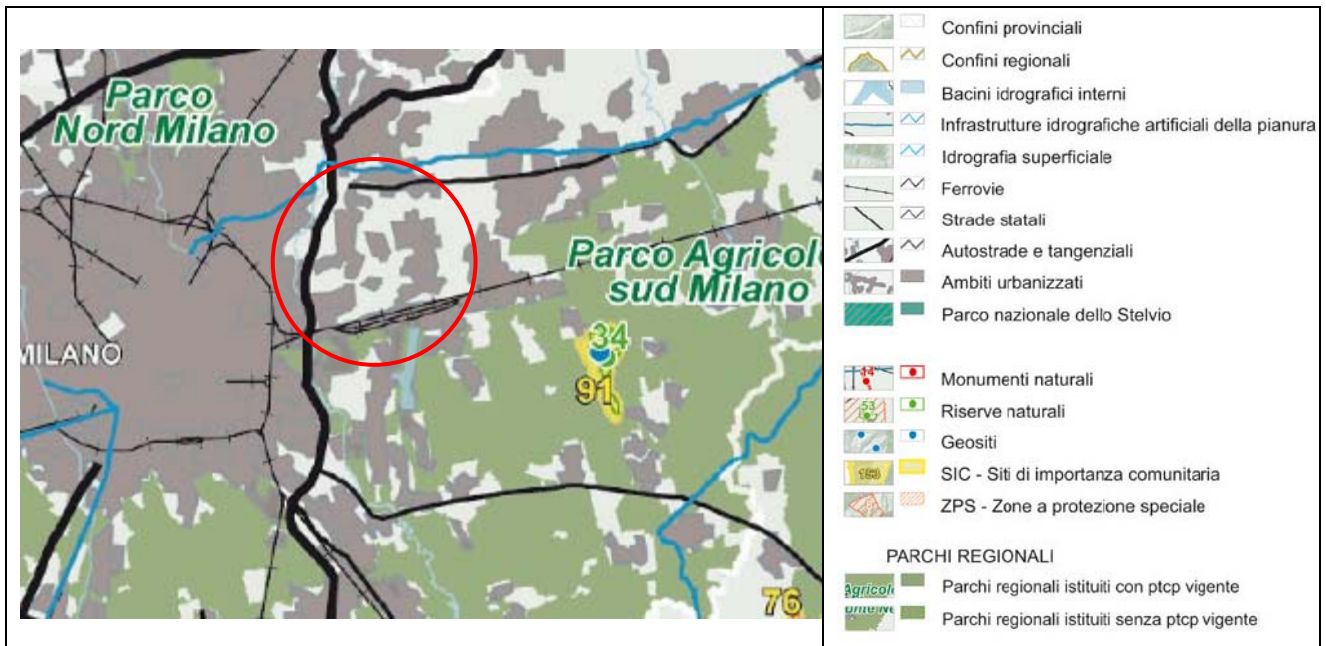 Parco
Nord Milano
Parco Agricol
sud Milano
34
91
MILANO
76
Confini provinciali
Confini regionali
Bacini idrografici interni
Infrastrutture idrografiche artificiali della pianura
Idrografia superficiale
Ferrovie
Strade statali
Autostrade e tangenziali
Ambiti urbanizzati
Parco nazionale dello Stelvio
14
Monumenti naturali
53
Riserve naturali
Geositi
SIC - Siti di importanza comunitaria
ZPS - Zone a protezione speciale
PARCHI REGIONALI
Agricol
Parchi regionali istituiti con ptcp vigente
Parchi regionali istituiti senza ptcp vigente